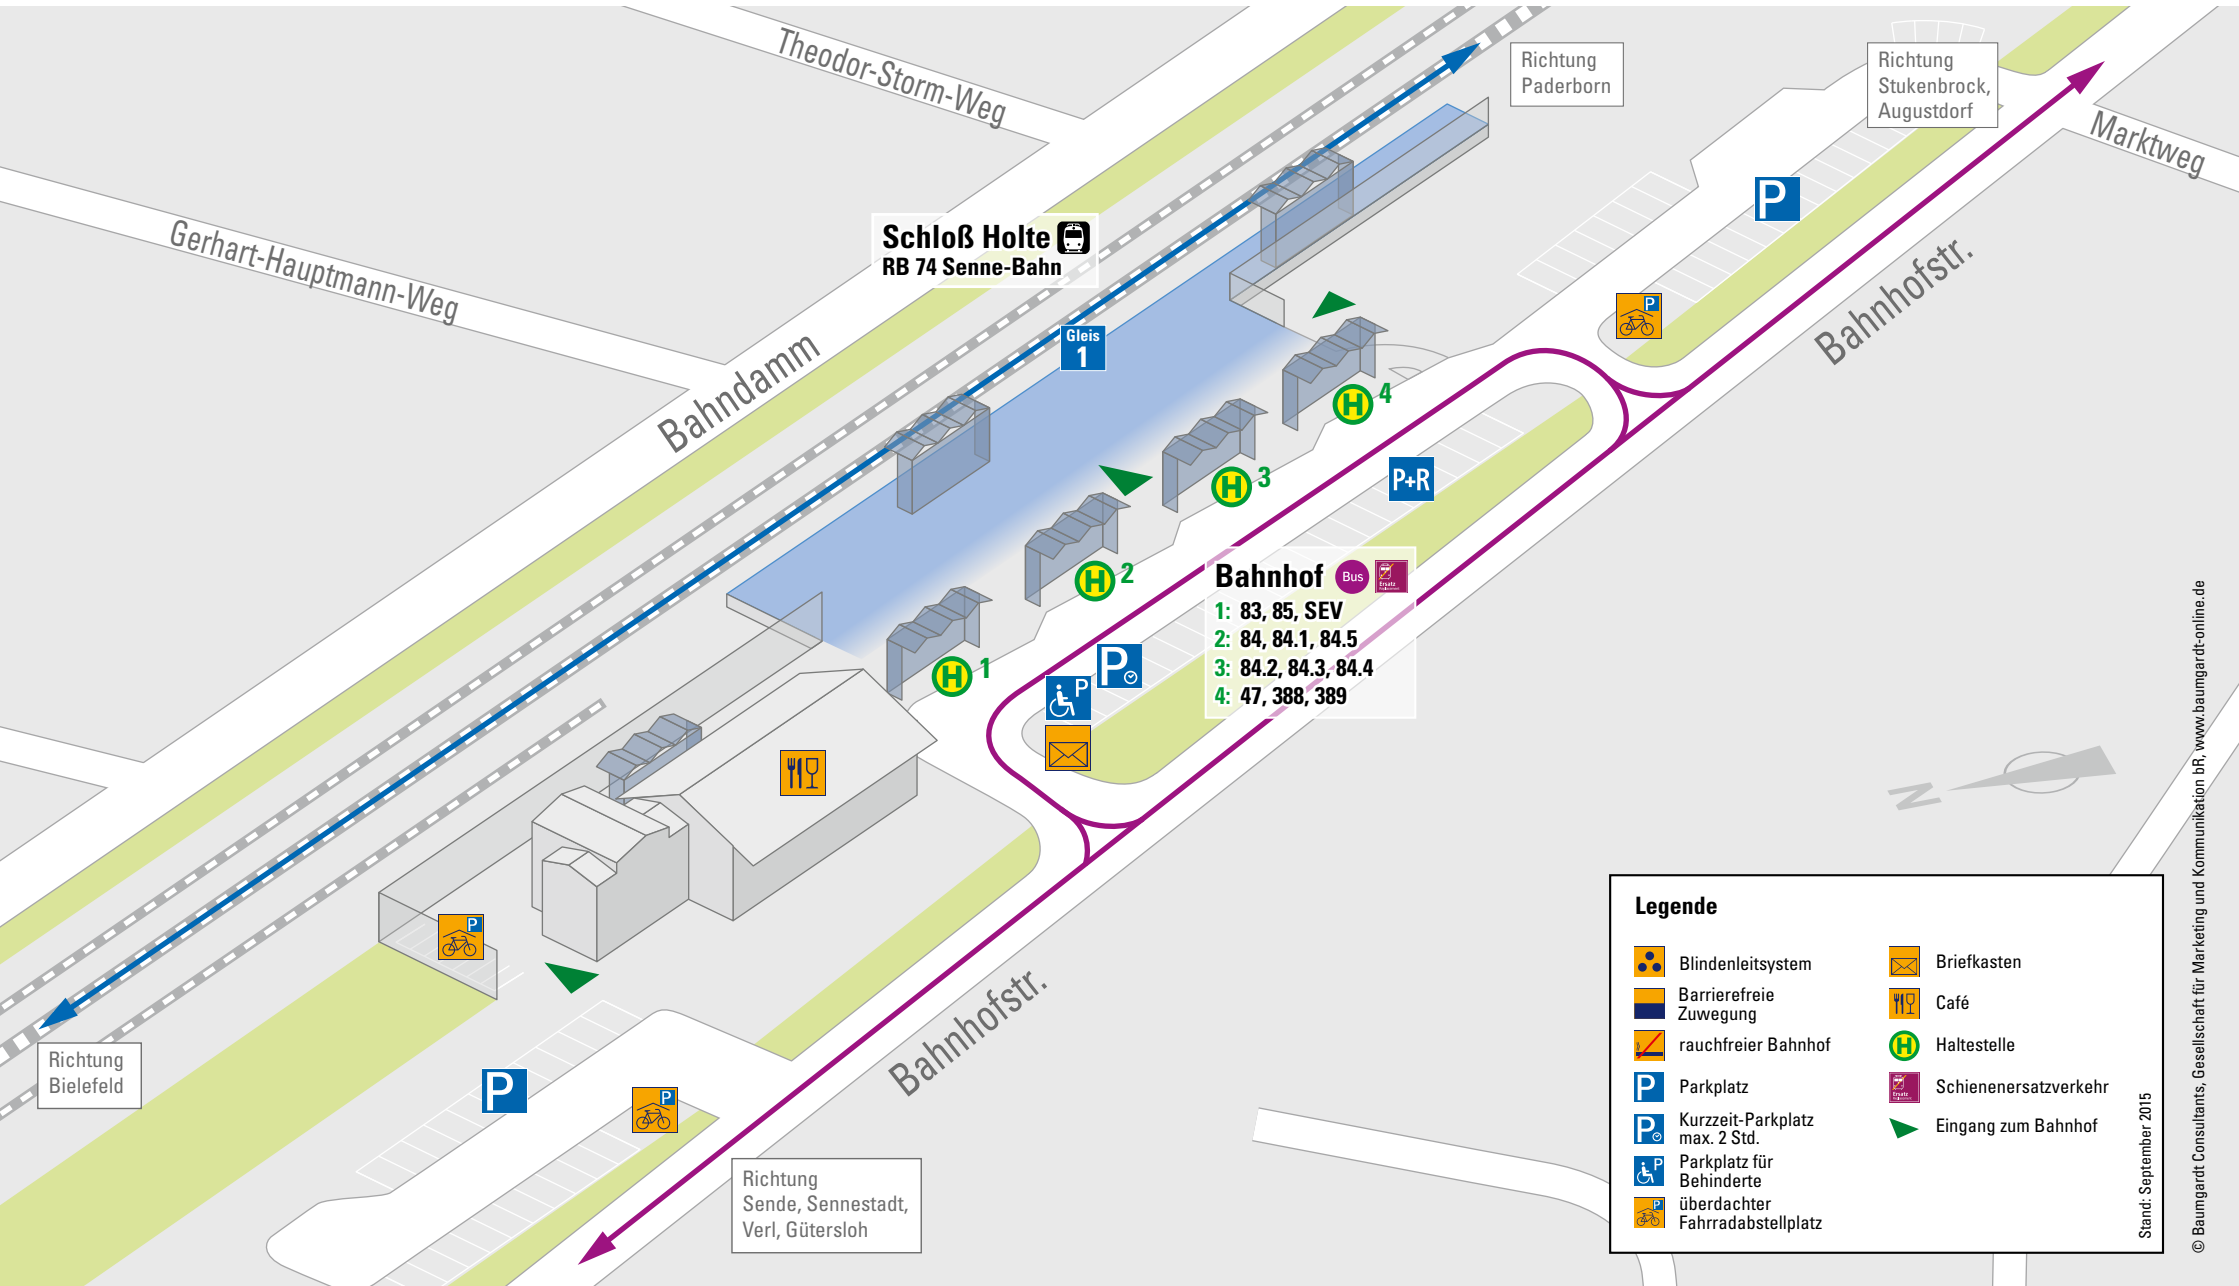 Theodor-Storm-Weg
Richtung
Paderborn
Richtung
Stukenbrock,
Augustdorf
Marktweg
P
Gerhart-Hauptmann-Weg
Schloß Holte
RB 74 Senne-Bahn
Bahnhofstr.
P
Gleis
1
Bahndamm
H 4
P+R
H 3
H 2
Bahnhof Bus
1: 83, 85, SEV
2: 84, 84.1, 84.5
3: 84.2, 84.3, 84.4
4: 47, 388, 389
H 1
P
P
P
N
P
Bahnhofstr.
Richtung
Bielefeld
P
P
Richtung
Sende, Sennestadt,
Verl, Gütersloh
Legende
Blindenleitsystem
Barrierefreie
Zuwegung
rauchfreier Bahnhof
P Parkplatz
P Kurzzeit-Parkplatz
max. 2 Std.
P Parkplatz für
Behinderte
P überdachter
Fahrradabstellplatz
Briefkasten
Café
H Haltestelle
Schienenersatzverkehr
Eingang zum Bahnhof
Stand: September 2015
© Baumgardt Consultants, Gesellschaft für Marketing und Kommunikation bR, www.baumgardt-online.de